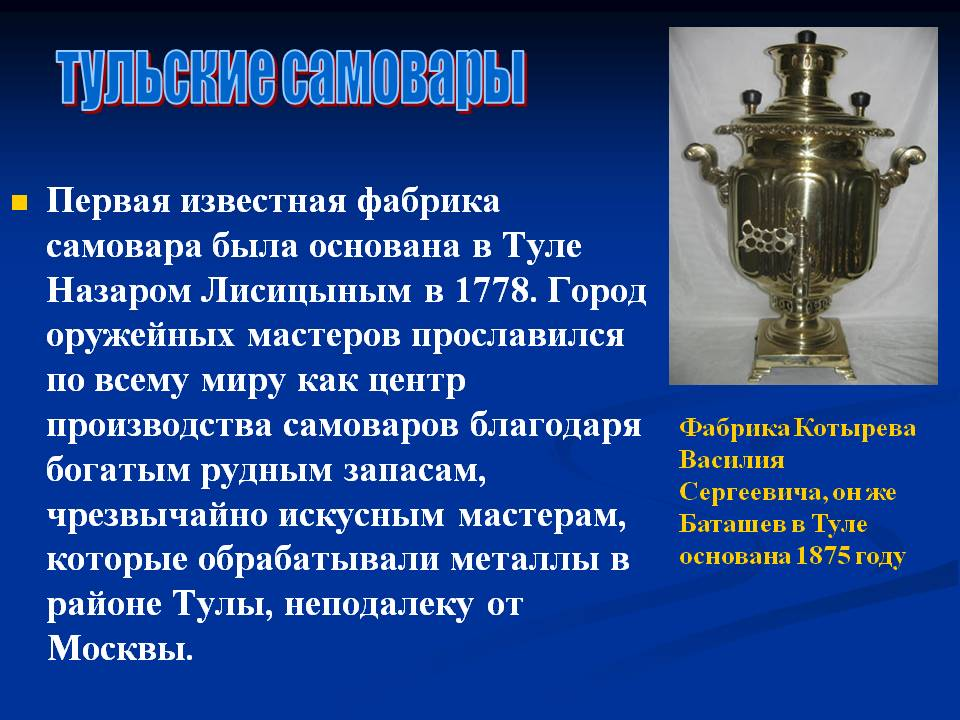 тульские самовары
Первая известная фабрика
самовара была основана в Туле
Назаром Лисицыным в 1778. Город
оружейных мастеров прославился
по всему миру как центр
производства самоваров благодаря
богатым рудным запасам,
чрезвычайно искусным мастерам,
которые обрабатывали металлы в
районе Тулы, неподалеку от
Москвы.
Фабрика Котырева
Василия
Сергеевича, он же
Баташев в Туле
основана 1875 году